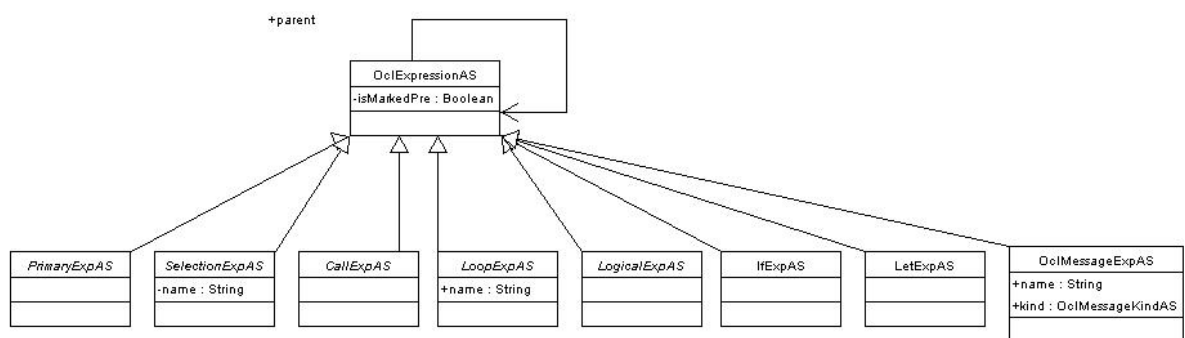 +parent
OclExpressionAS
-isMarkedPre : Boolean
PrimaryExpAS
SelectionExpAS
-name : String
CallExpAS
LoopExpAS
+name : String
LogicalExpAS
IfExpAS
LetExpAS
OclMessageExpAS
+name : String
+kind : OclMessageKindAS